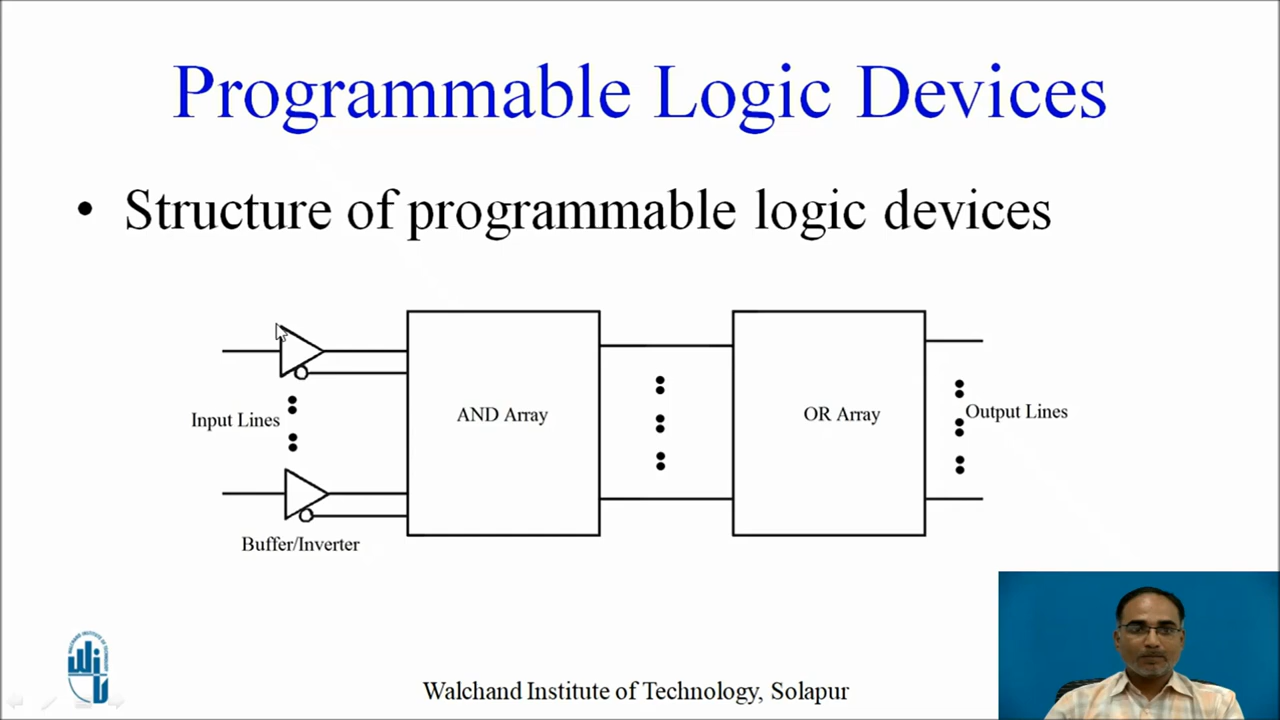 Programmable Logic Devices
• Structure of programmable logic devices
AND Array
OR Array
Input Lines
Output Lines
Buffer/Inverter
Walchand Institute of Technology, Solapur